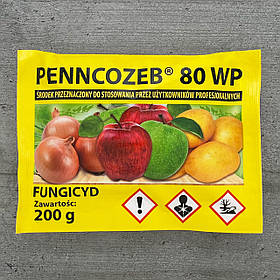 PENNCOZEB® 80 WP
ŚRODEK PRZEZNACZONY DO STOSOWANIA PRZEZ UŻYTKOWNIKÓW PROFESJONALNYCH
FUNGICYD
Zawartość:
200 g